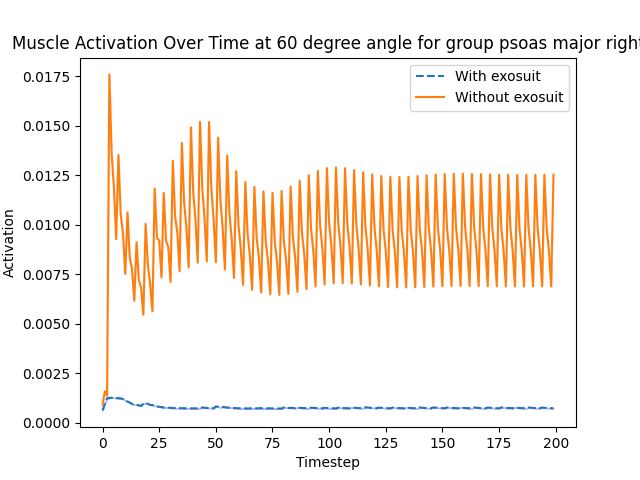 Muscle Activation Over Time at 60 degree angle for group psoas major right
With exosuit
Without exosuit
0.0175
0.0150
0.0125
0.0100
0.0075
0.0050
0.0025
0.0000
Activation
0 25 50 75 100 125 150 175 200
Timestep